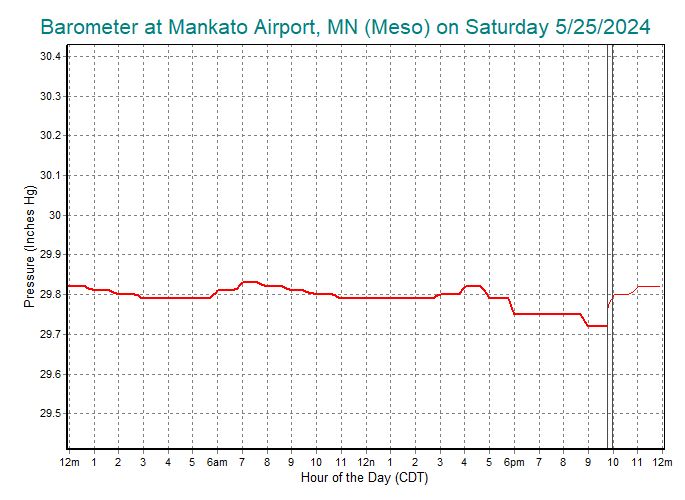 Barometer at Mankato Airport, MN (Meso) on Saturday 5/25/2024
30.4
30.3
30.2
30.1
30
29.9
29.8
29.7
29.6
29.5
Pressure (Inches Hg)
12m 1 2 3 4 5 6am 7 8 9 10 11 12n 1 2 3 4 5 6pm 7 8 9 10 11 12m
Hour of the Day (CDT)